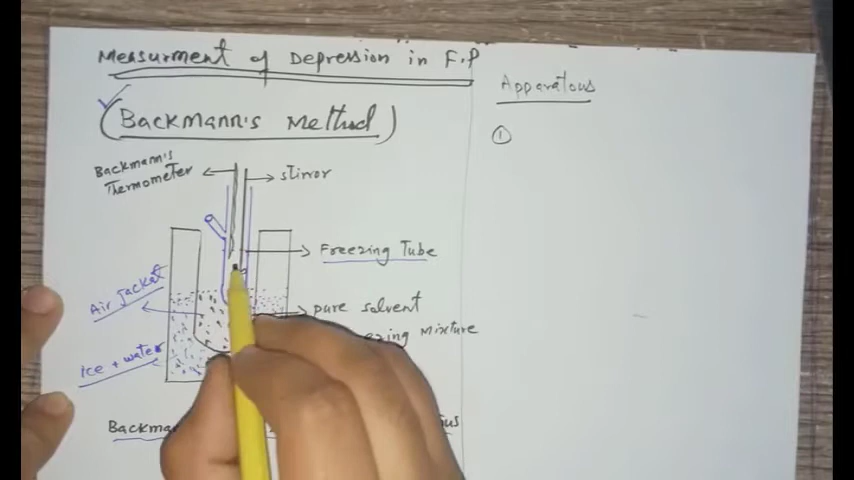 Measurment of Depression in F.P
(Backmann's Method)
Backmann's
Thermometer
stirror
Freezing Tube
Air jacket
pure solvent
Mixture
Ice + water
Apparatous
1